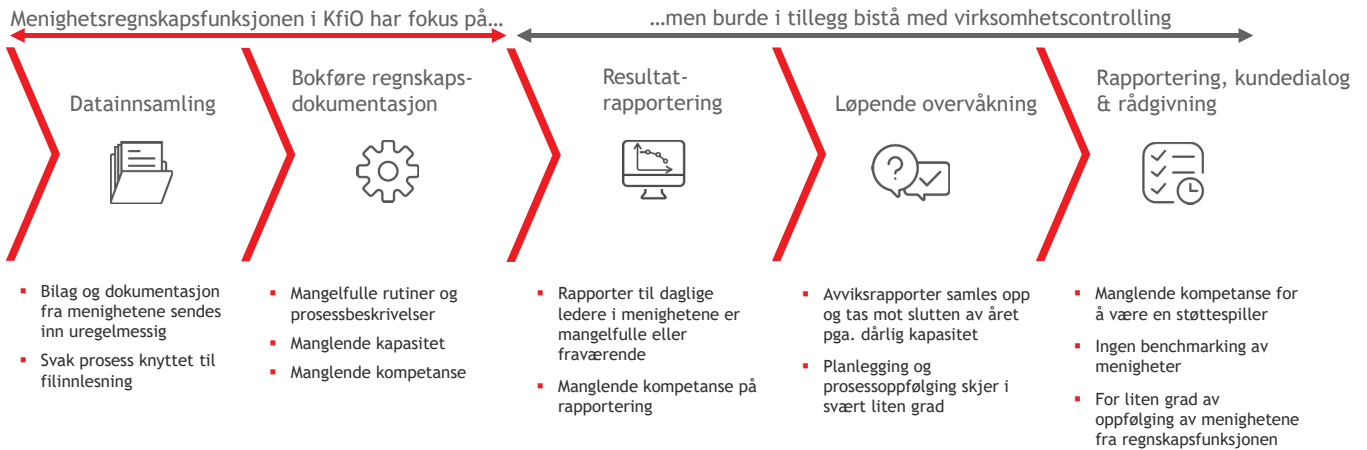 Menighetsregnskapsfunksjonen i KfiO har fokus på…
…men burde i tillegg bistå med virksomhetscontrolling
Datainnsamling
Bokføre regnskaps-
dokumentasjon
Resultat-
rapportering
Løpende overvåkning
Rapportering, kundedialog
& rådgivning
▪ Bilag og dokumentasjon
fra menighetene sendes
inn uregelmessig
▪ Svak prosess knyttet til
filinnlesning
▪ Mangelfulle rutiner og
prosessbeskrivelser
▪ Manglende kapasitet
▪ Manglende kompetanse
▪ Rapporter til daglige
ledere i menighetene er
mangelfulle eller
fraværende
▪ Manglende kompetanse på
rapportering
▪ Avviksrapporter samles opp
og tas mot slutten av året
pga. dårlig kapasitet
▪ Planlegging og
prosessoppfølging skjer i
svært liten grad
▪ Manglende kompetanse for
å være en støttespiller
▪ Ingen benchmarking av
menigheter
▪ For liten grad av
oppfølging av menighetene
fra regnskapsfunksjonen